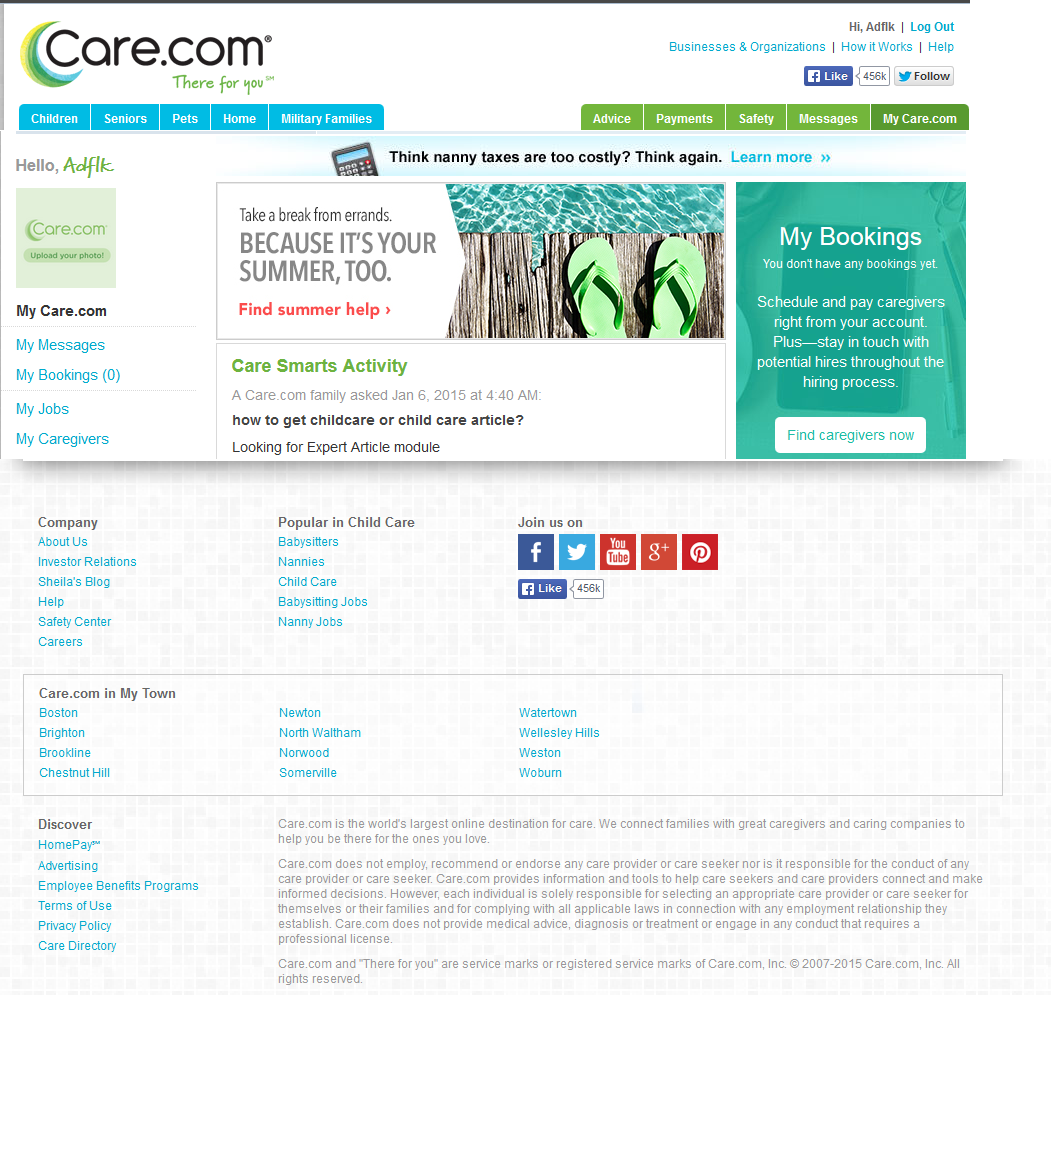 Care.com®
There for you℠
Hi, Adflk | Log Out
Businesses & Organizations | How it Works | Help
Like 456k Follow
Children Seniors Pets Home Military Families
Advice Payments Safety Messages My Care.com
Hello, Adflk.
Care.com
Upload your photo!
My Care.com
My Messages
My Bookings (0)
My Jobs
My Caregivers
Think nanny taxes are too costly? Think again. Learn more »
Take a break from errands.
BECAUSE IT'S YOUR
SUMMER, TOO.
Find summer help ›
Care Smarts Activity
A Care.com family asked Jan 6, 2015 at 4:40 AM:
how to get childcare or child care article?
Looking for Expert Article module
My Bookings
You don't have any bookings yet.
Schedule and pay caregivers
right from your account.
Plus—stay in touch with
potential hires throughout the
hiring process.
Find caregivers now
Company
About Us
Investor Relations
Sheila's Blog
Help
Safety Center
Careers
Popular in Child Care
Babysitters
Nannies
Child Care
Babysitting Jobs
Nanny Jobs
Join us on
f You Tube g+
Like 456k
Care.com in My Town
Boston
Brighton
Brookline
Chestnut Hill
Newton
North Waltham
Norwood
Somerville
Watertown
Wellesley Hills
Weston
Woburn
Discover
HomePay℠
Advertising
Employee Benefits Programs
Terms of Use
Privacy Policy
Care Directory
Care.com is the world's largest online destination for care. We connect families with great caregivers and caring companies to
help you be there for the ones you love.
Care.com does not employ, recommend or endorse any care provider or care seeker nor is it responsible for the conduct of any
care provider or care seeker. Care.com provides information and tools to help care seekers and care providers connect and make
informed decisions. However, each individual is solely responsible for selecting an appropriate care provider or care seeker for
themselves or their families and for complying with all applicable laws in connection with any employment relationship they
establish. Care.com does not provide medical advice, diagnosis or treatment or engage in any conduct that requires a
professional license.
Care.com and "There for you" are service marks or registered service marks of Care.com, Inc. © 2007-2015 Care.com, Inc. All
rights reserved.